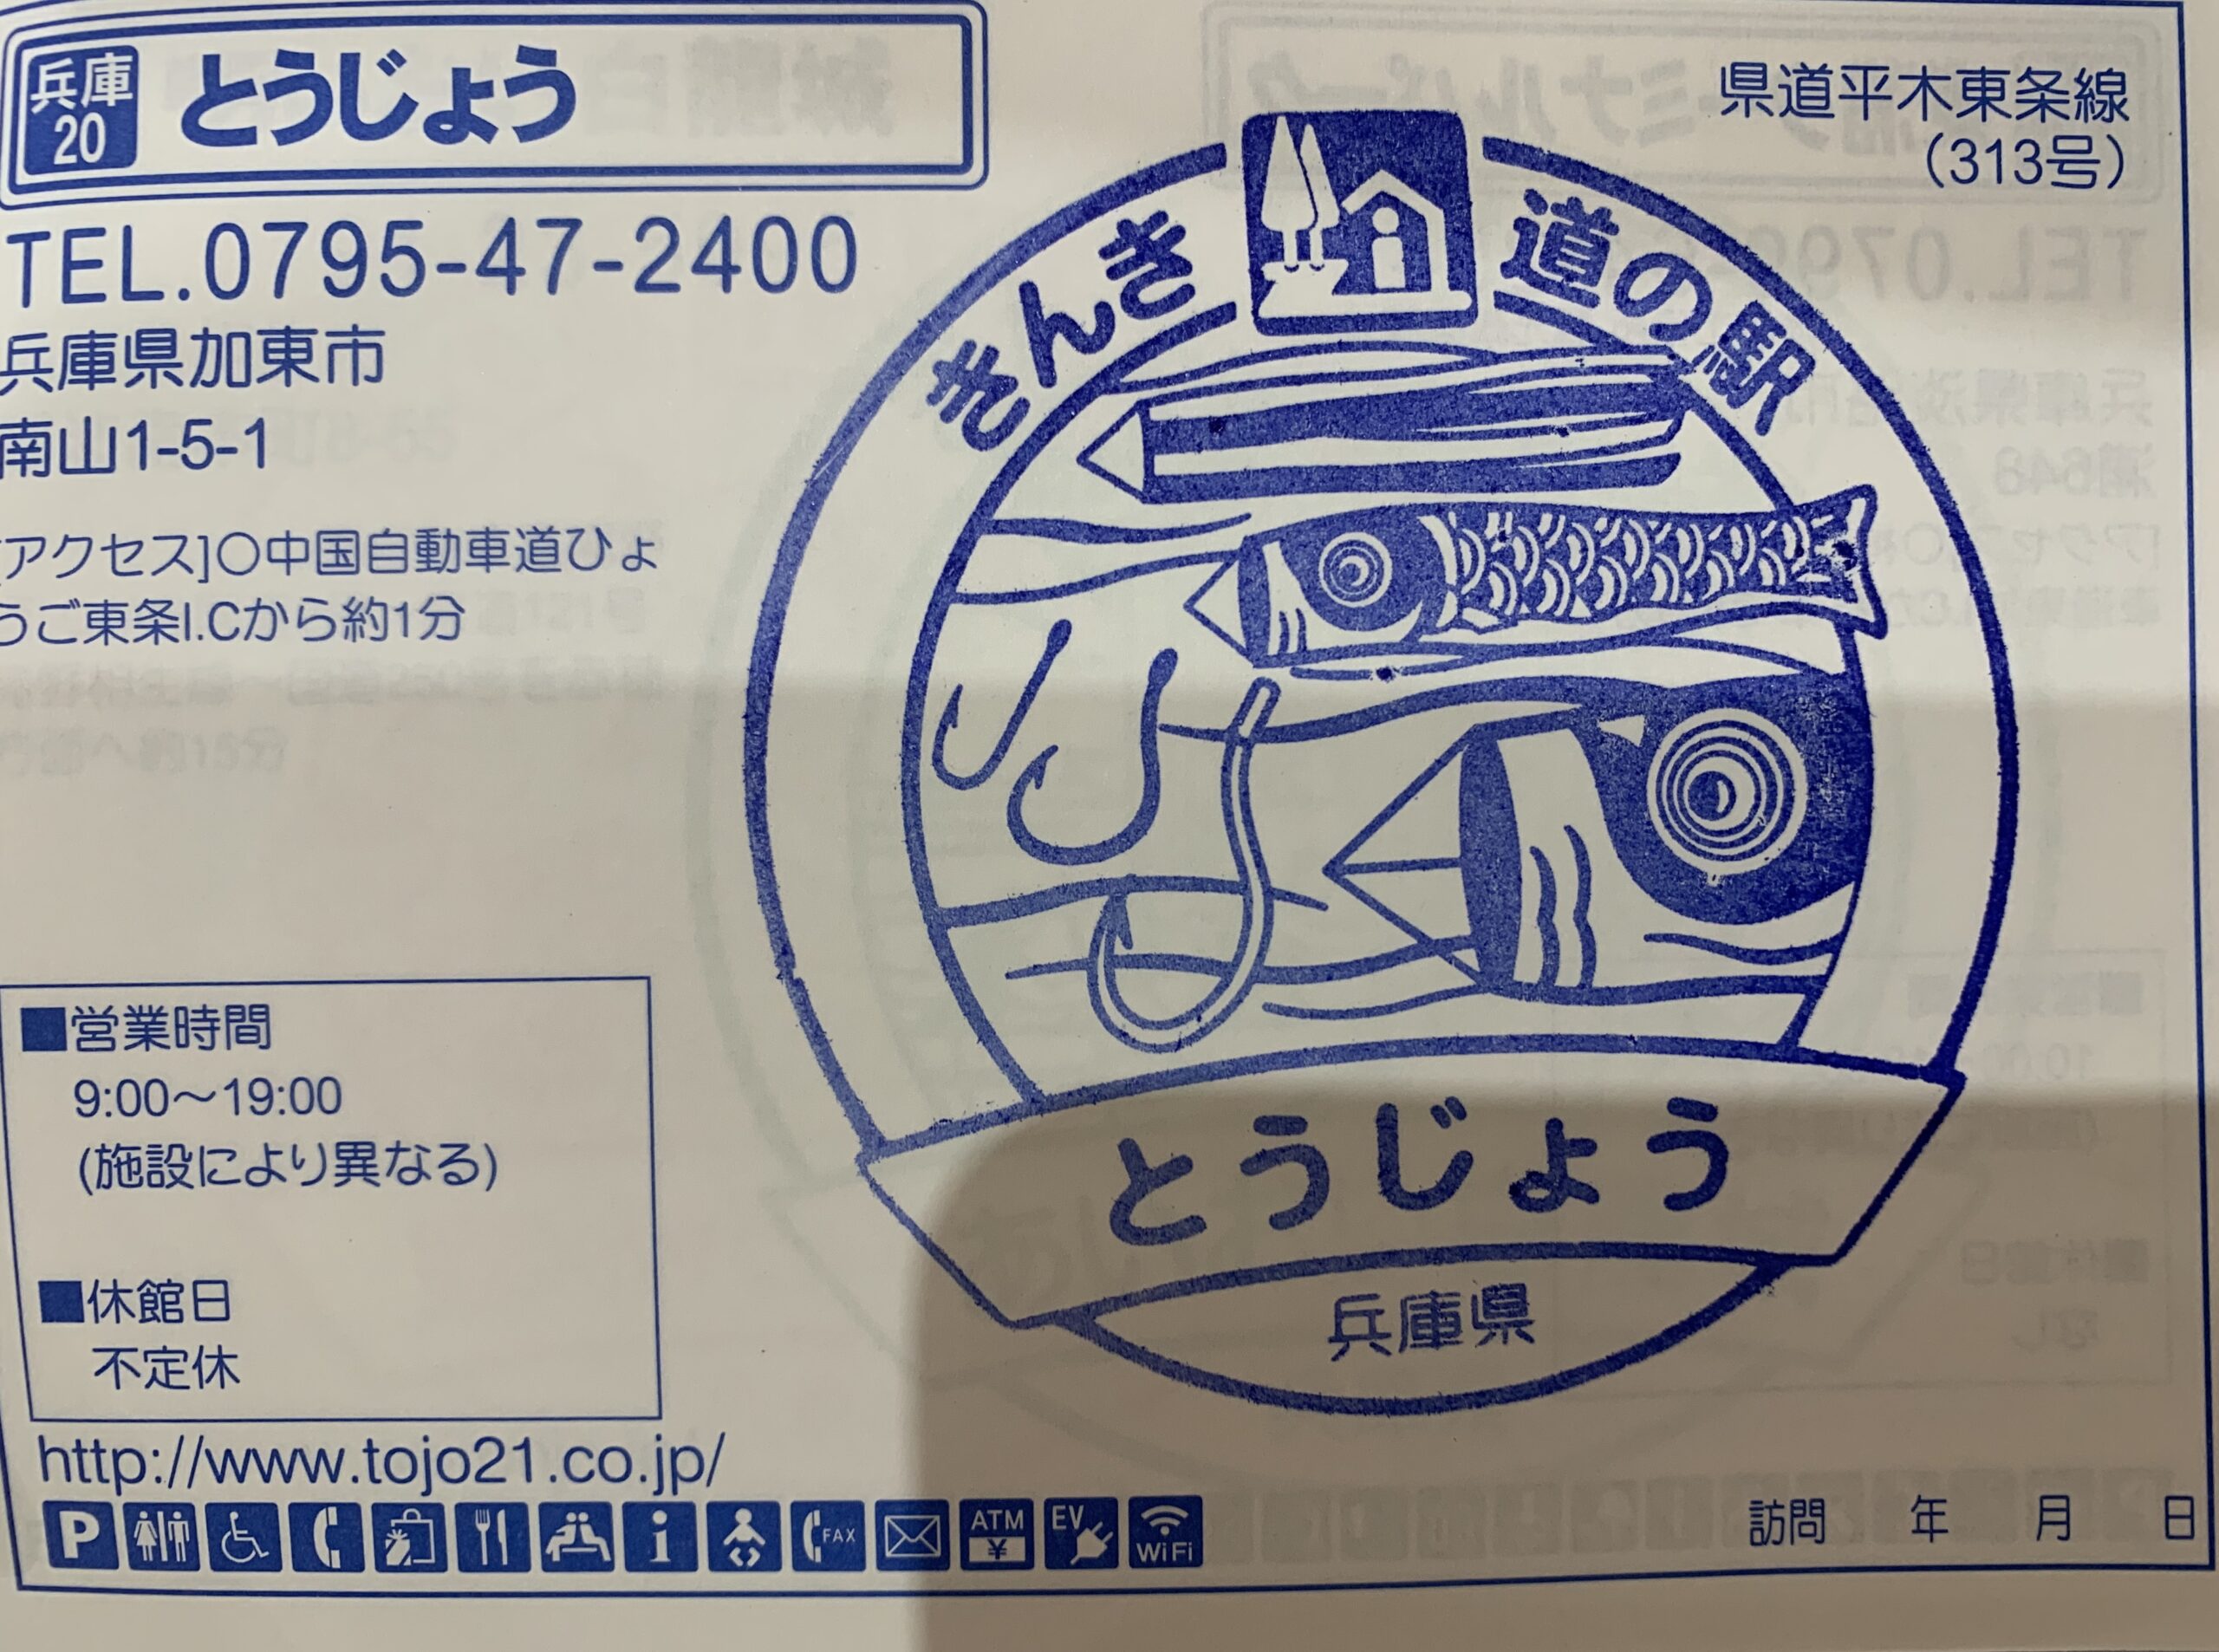 兵庫
20
とうじょう
県道平木東条線
（313号）
TEL.0795-47-2400
兵庫県加東市
南山1-5-1
[アクセス]〇中国自動車道ひょ
うご東条I.Cから約1分
きんき 道の駅
とうじょう
兵庫県
■営業時間
9:00～19:00
(施設により異なる)
■休館日
不定休
http://www.tojo21.co.jp/
P
i
FAX
ATM
¥
EV
WiFi
訪問 年 月 日